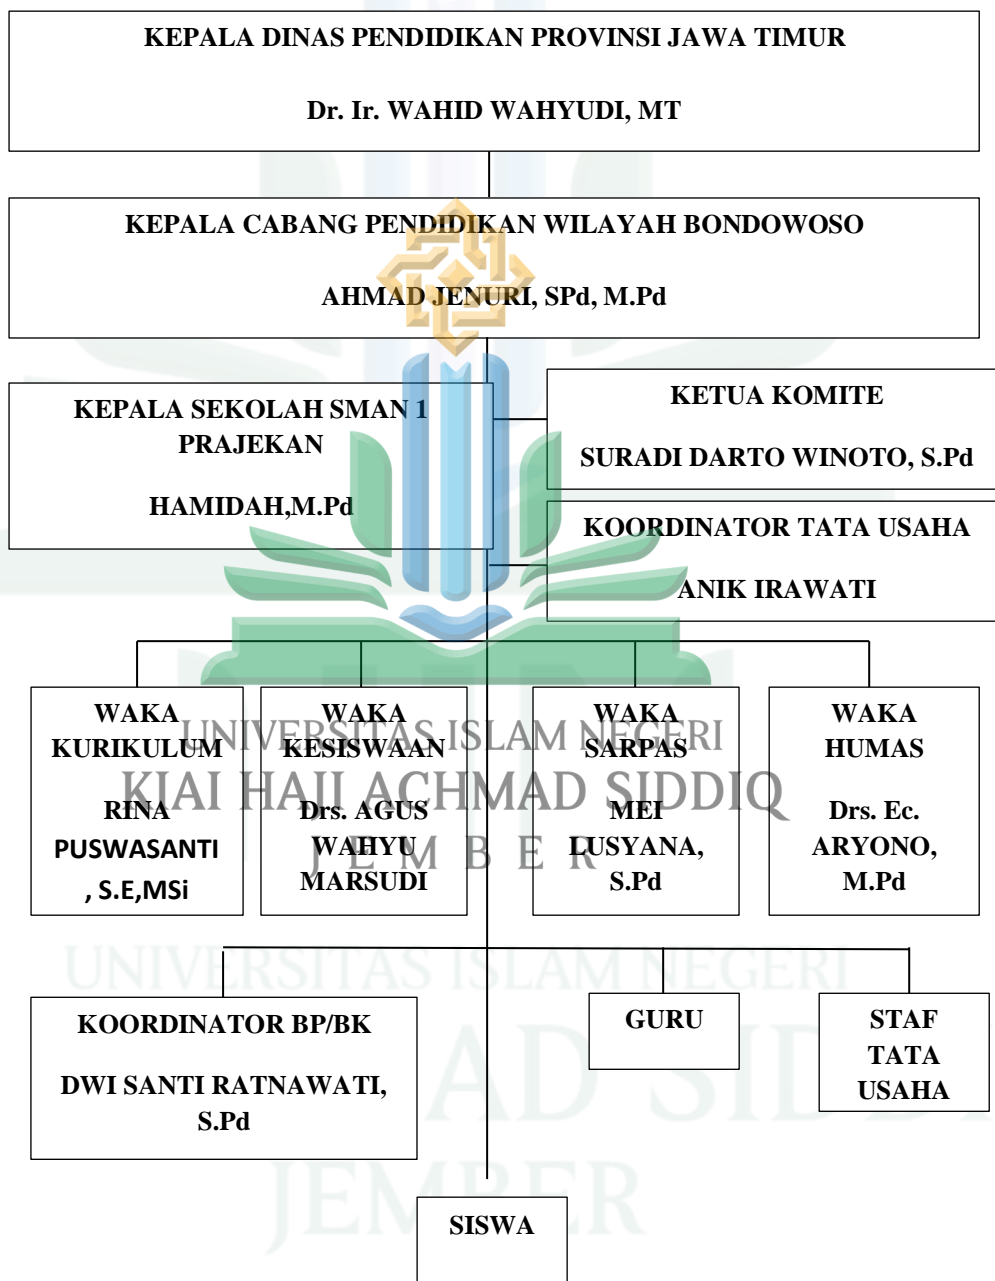 KEPALA DINAS PENDIDIKAN PROVINSI JAWA TIMUR
Dr. Ir. WAHID WAHYUDI, MT
KEPALA CABANG PENDIDIKAN WILAYAH BONDOWOSO
AHMAD JENURI, SPd, M.Pd
KEPALA SEKOLAH SMAN 1
PRAJEKAN
HAMIDAH,M.Pd
KETUA KOMITE
SURADI DARTO WINOTO, S.Pd
KOORDINATOR TATA USAHA
ANIK IRAWATI
WAKA
KURIKULUM
RINA
PUSWASANTI
, S.E,MSi
WAKA
KESISWAAN
Drs. AGUS
WAHYU
MARSUDI
WAKA
SARPAS
MEI
LUSYANA,
S.Pd
WAKA
HUMAS
Drs. Ec.
ARYONO,
M.Pd
UNIVERSITAS ISLAM NEGERI
KIAI HAJI ACHMAD SIDDIQ
JEMBER
UNIVERSITAS ISLAM NEGERI
KOORDINATOR BP/BK
DWI SANTI RATNAWATI,
S.Pd
GURU
STAF
TATA
USAHA
AD SIDD
JEMBER
SISWA